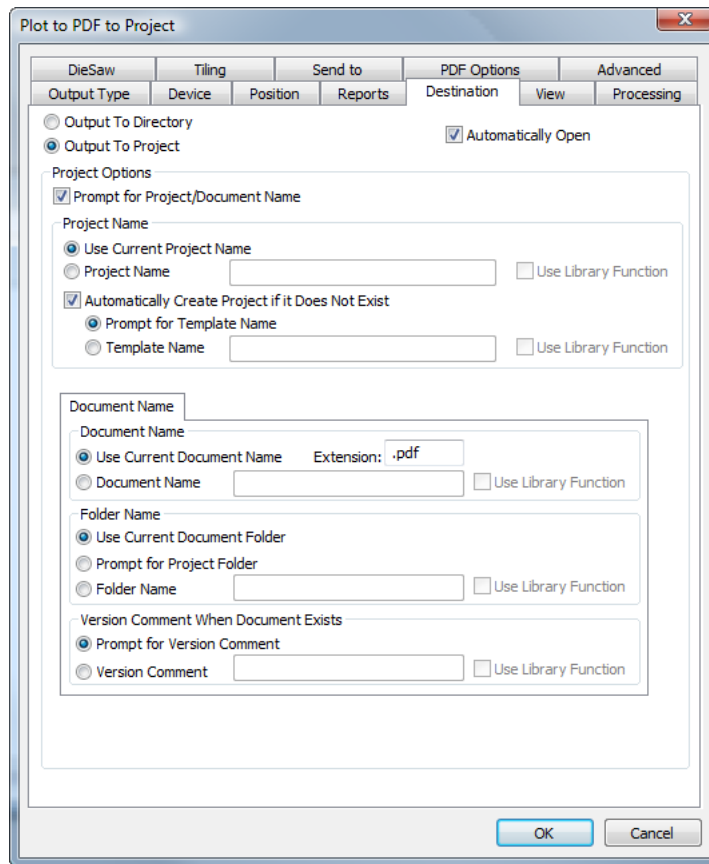 Plot to PDF to Project
DieSaw Tiling Send to PDF Options Advanced
Output Type Device Position Reports Destination View Processing
Output To Directory
Automatically Open
Output To Project
Project Options
Prompt for Project/Document Name
Project Name
Use Current Project Name
Project Name Use Library Function
Automatically Create Project if it Does Not Exist
Prompt for Template Name
Template Name Use Library Function
Document Name
Document Name
Use Current Document Name Extension: .pdf
Document Name Use Library Function
Folder Name
Use Current Document Folder
Prompt for Project Folder
Folder Name Use Library Function
Version Comment When Document Exists
Prompt for Version Comment
Version Comment Use Library Function
OK Cancel